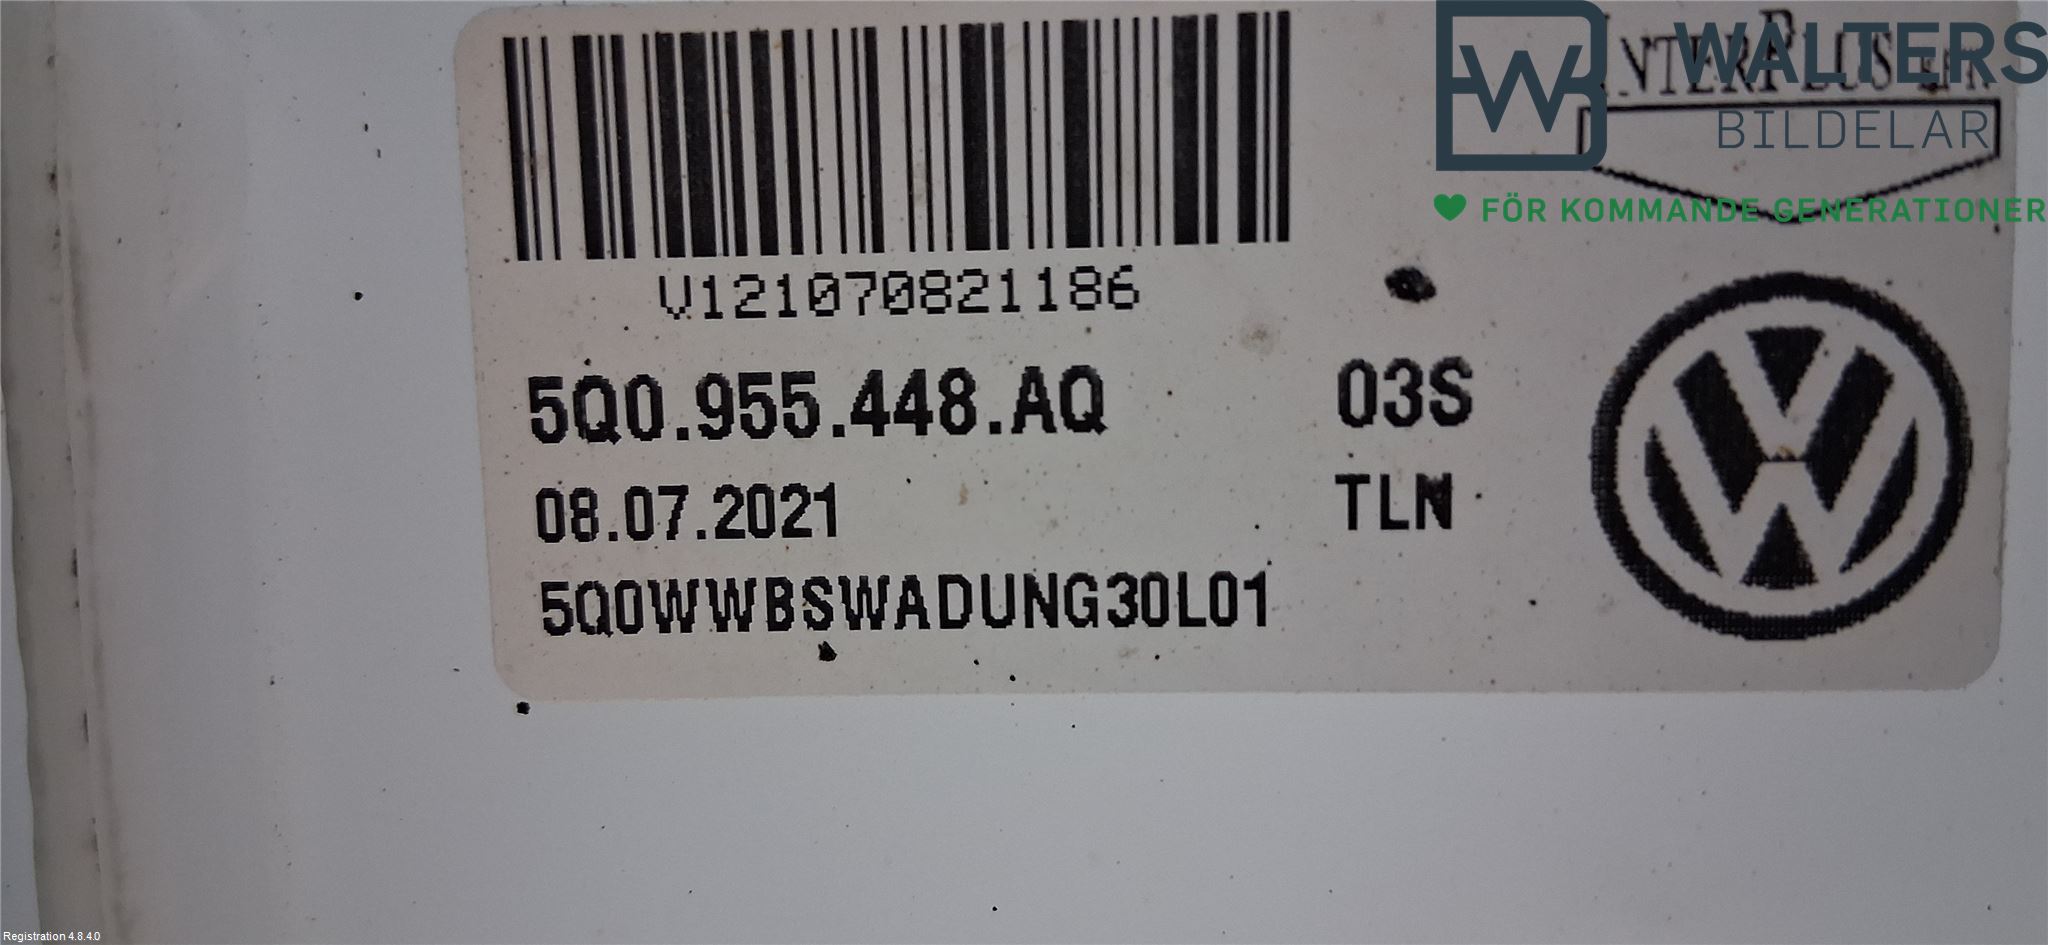 WALTERS
BILDELAR
FÖR KOMMANDE GENERATIONER
V121070821186
5Q0.955.448.AQ 03S
08.07.2021 TLN
5Q0WWBSWADUNG30L01
Registration 4.8.4.0